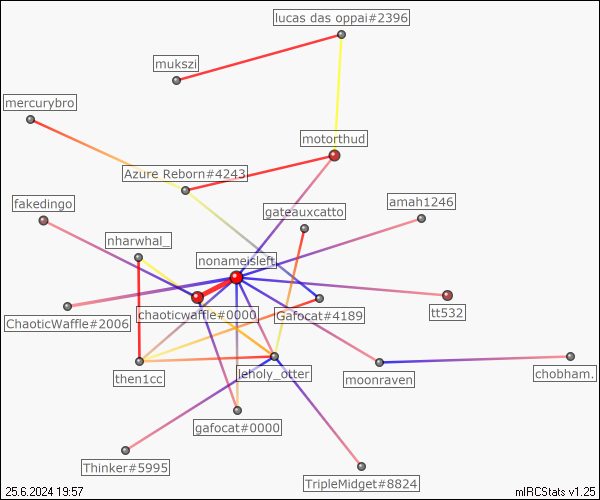 lucas das oppai#2396
mukszi
mercurybro
motorthud
Azure Reborn#4243
fakedingo
amah1246
gateauxcatto
nharwhal_
nonameisleft
chaoticwaffle#0000
Gafocat#4189
ChaoticWaffle#2006
tt532
then1cc
leholy_otter
moonraven
chobham.
gafocat#0000
Thinker#5995
TripleMidget#8824
25.6.2024 19:57
mIRCStats v1.25